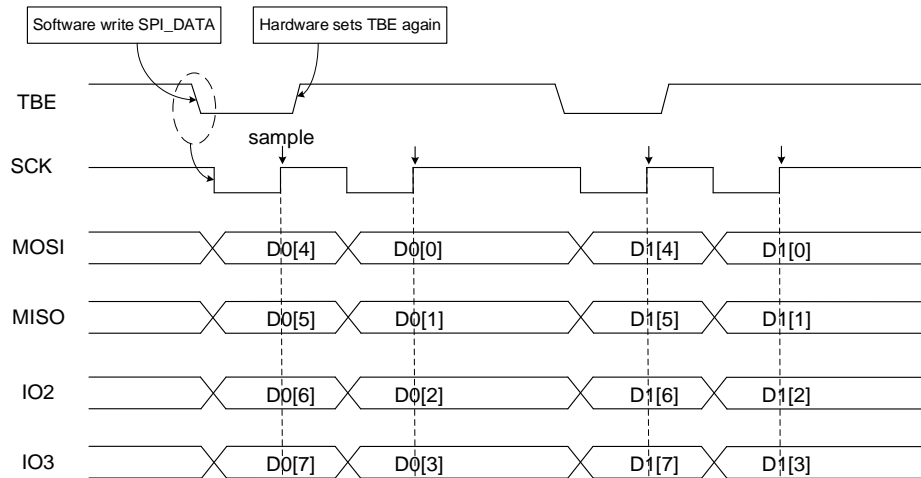 Software write SPI_DATA
Hardware sets TBE again
TBE
sample
SCK
MOSI D0[4] D0[0] D1[4] D1[0]
MISO D0[5] D0[1] D1[5] D1[1]
IO2 D0[6] D0[2] D1[6] D1[2]
IO3 D0[7] D0[3] D1[7] D1[3]